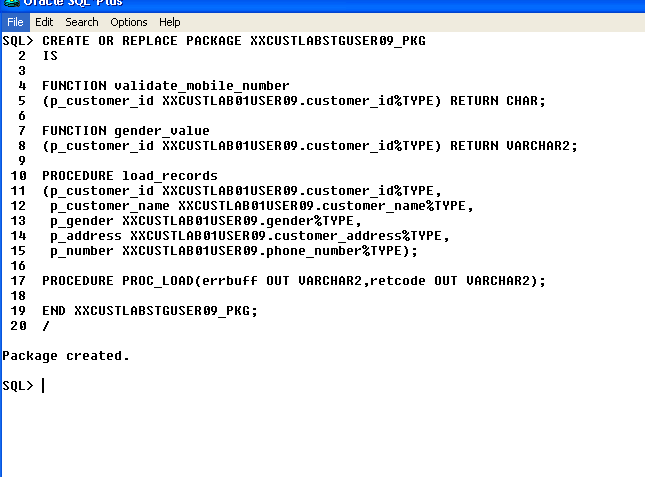 Oracle SQL*Plus
File Edit Search Options Help
SQL> CREATE OR REPLACE PACKAGE XXCUSTLABSTGUSER09_PKG
2 IS
3
4 FUNCTION validate_mobile_number
5 (p_customer_id XXCUSTLAB01USER09.customer_id%TYPE) RETURN CHAR;
6
7 FUNCTION gender_value
8 (p_customer_id XXCUSTLAB01USER09.customer_id%TYPE) RETURN VARCHAR2;
9
10 PROCEDURE load_records
11 (p_customer_id XXCUSTLAB01USER09.customer_id%TYPE,
12 p_customer_name XXCUSTLAB01USER09.customer_name%TYPE,
13 p_gender XXCUSTLAB01USER09.gender%TYPE,
14 p_address XXCUSTLAB01USER09.customer_address%TYPE,
15 p_number XXCUSTLAB01USER09.phone_number%TYPE);
16
17 PROCEDURE PROC_LOAD(errbuff OUT VARCHAR2,retcode OUT VARCHAR2);
18
19 END XXCUSTLABSTGUSER09_PKG;
20 /
Package created.
SQL>